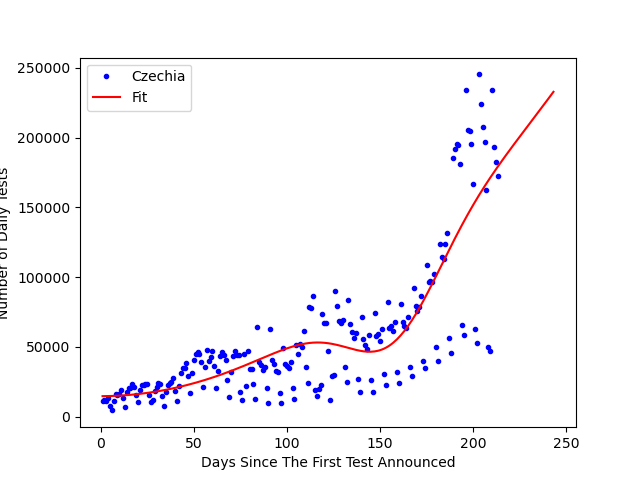 Czechia
Fit
250000
200000
150000
100000
50000
0
Number of Daily Tests
0 50 100 150 200 250
Days Since The First Test Announced